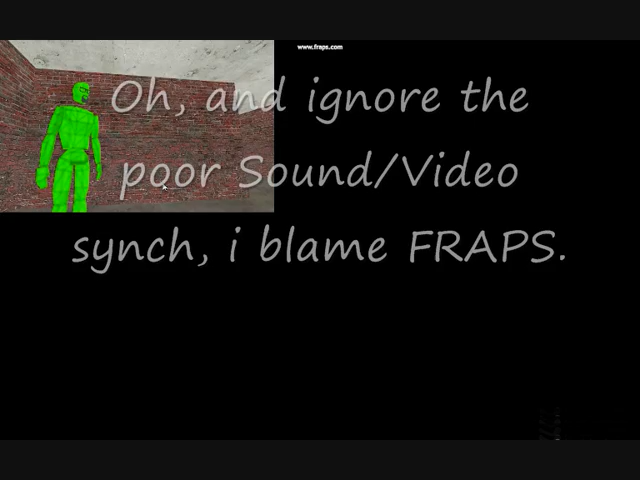 www.fraps.com
Oh, and ignore the
poor Sound/Video
synch, i blame FRAPS.